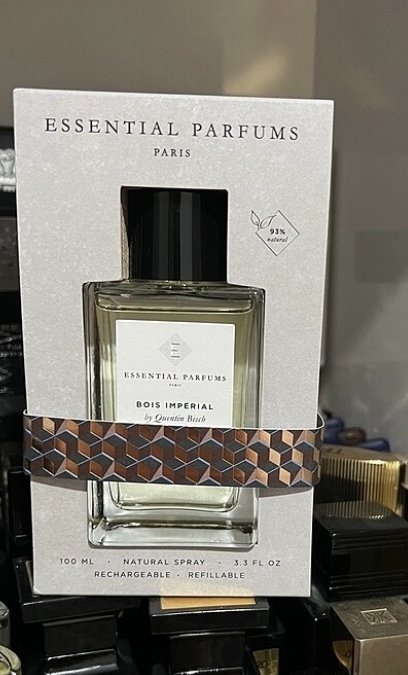 ESSENTIAL PARFUMS
PARIS
93%
natural
ESSENTIAL PARFUMS
PARIS
BOIS IMPÉRIAL
by Quentin Bisch
100 ML · NATURAL SPRAY · 3.3 FL OZ
RECHARGEABLE · REFILLABLE